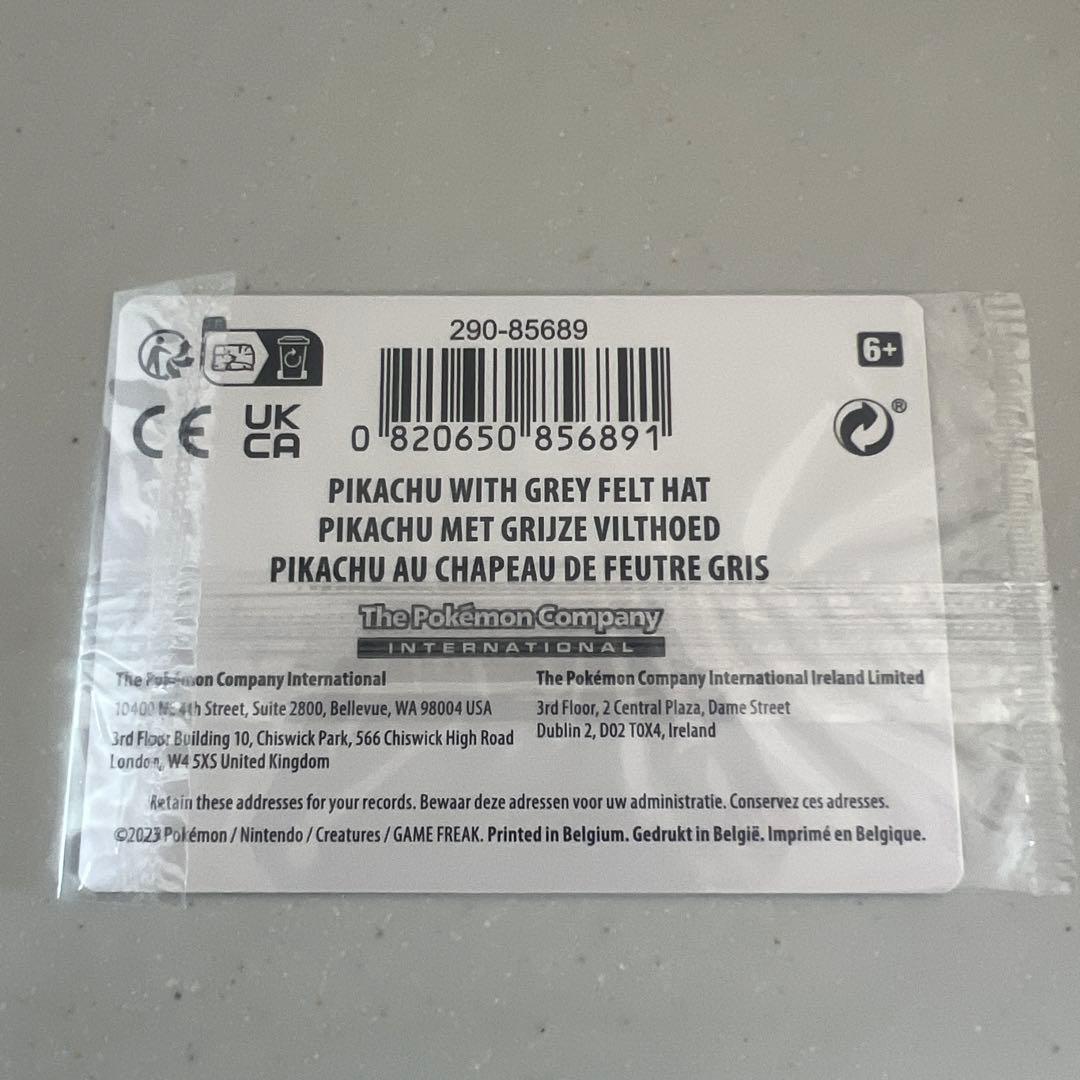 290-85689
6+
CE
UK
CA
0 820650 856891
®
PIKACHU WITH GREY FELT HAT
PIKACHU MET GRIJZE VILTHOED
PIKACHU AU CHAPEAU DE FEUTRE GRIS
The Pokémon Company
INTERNATIONAL
The Pokémon Company International
10400 NE 4th Street, Suite 2800, Bellevue, WA 98004 USA
3rd Floor Building 10, Chiswick Park, 566 Chiswick High Road
London, W4 5XS United Kingdom
The Pokémon Company International Ireland Limited
3rd Floor, 2 Central Plaza, Dame Street
Dublin 2, D02 T0X4, Ireland
Retain these addresses for your records. Bewaar deze adressen voor uw administratie. Conservez ces adresses.
©2023 Pokémon / Nintendo / Creatures / GAME FREAK. Printed in Belgium. Gedrukt in België. Imprimé en Belgique.